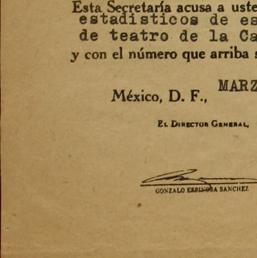 Esta Secretaría acusa a uste
estadísticos de es
de teatro de la Ca
y con el número que arriba s
MARZ
México, D. F.,
EL DIRECTOR GENERAL,
GONZALO ESPINOSA SANCHEZ